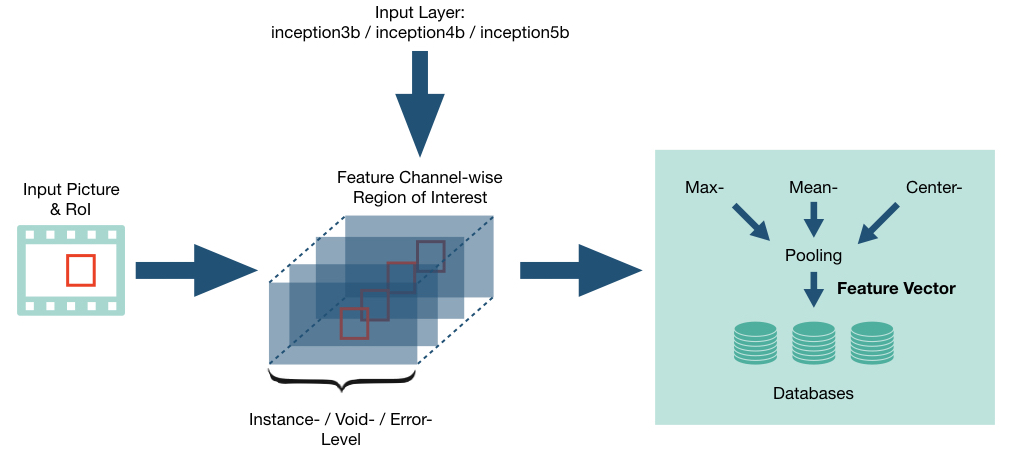 Input Layer:
inception3b / inception4b / inception5b
Input Picture
& RoI
Feature Channel-wise
Region of Interest
Instance- / Void- / Error-
Level
Max-
Mean-
Center-
Pooling
Feature Vector
Databases